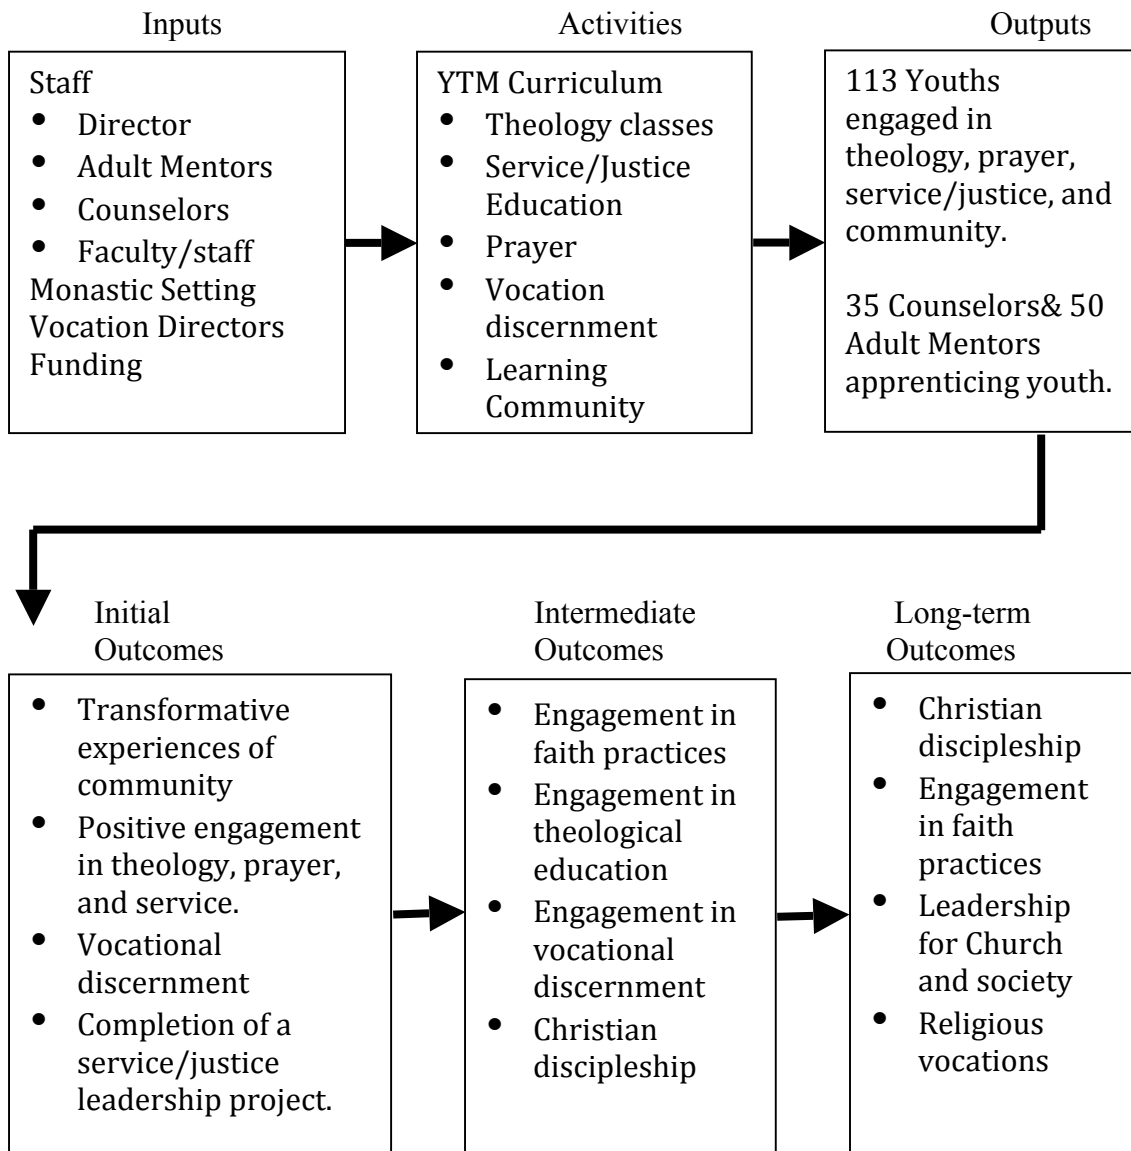 Inputs
Staff
• Director
• Adult Mentors
• Counselors
• Faculty/staff
Monastic Setting
Vocation Directors
Funding
Activities
YTM Curriculum
• Theology classes
• Service/Justice
Education
• Prayer
• Vocation
discernment
• Learning
Community
Outputs
113 Youths
engaged in
theology, prayer,
service/justice, and
community.
35 Counselors& 50
Adult Mentors
apprenticing youth.
Initial
Outcomes
• Transformative
experiences of
community
• Positive engagement
in theology, prayer,
and service.
• Vocational
discernment
• Completion of a
service/justice
leadership project.
Intermediate
Outcomes
• Engagement in
faith practices
• Engagement in
theological
education
• Engagement in
vocational
discernment
• Christian
discipleship
Long-term
Outcomes
• Christian
discipleship
• Engagement
in faith
practices
• Leadership
for Church
and society
• Religious
vocations